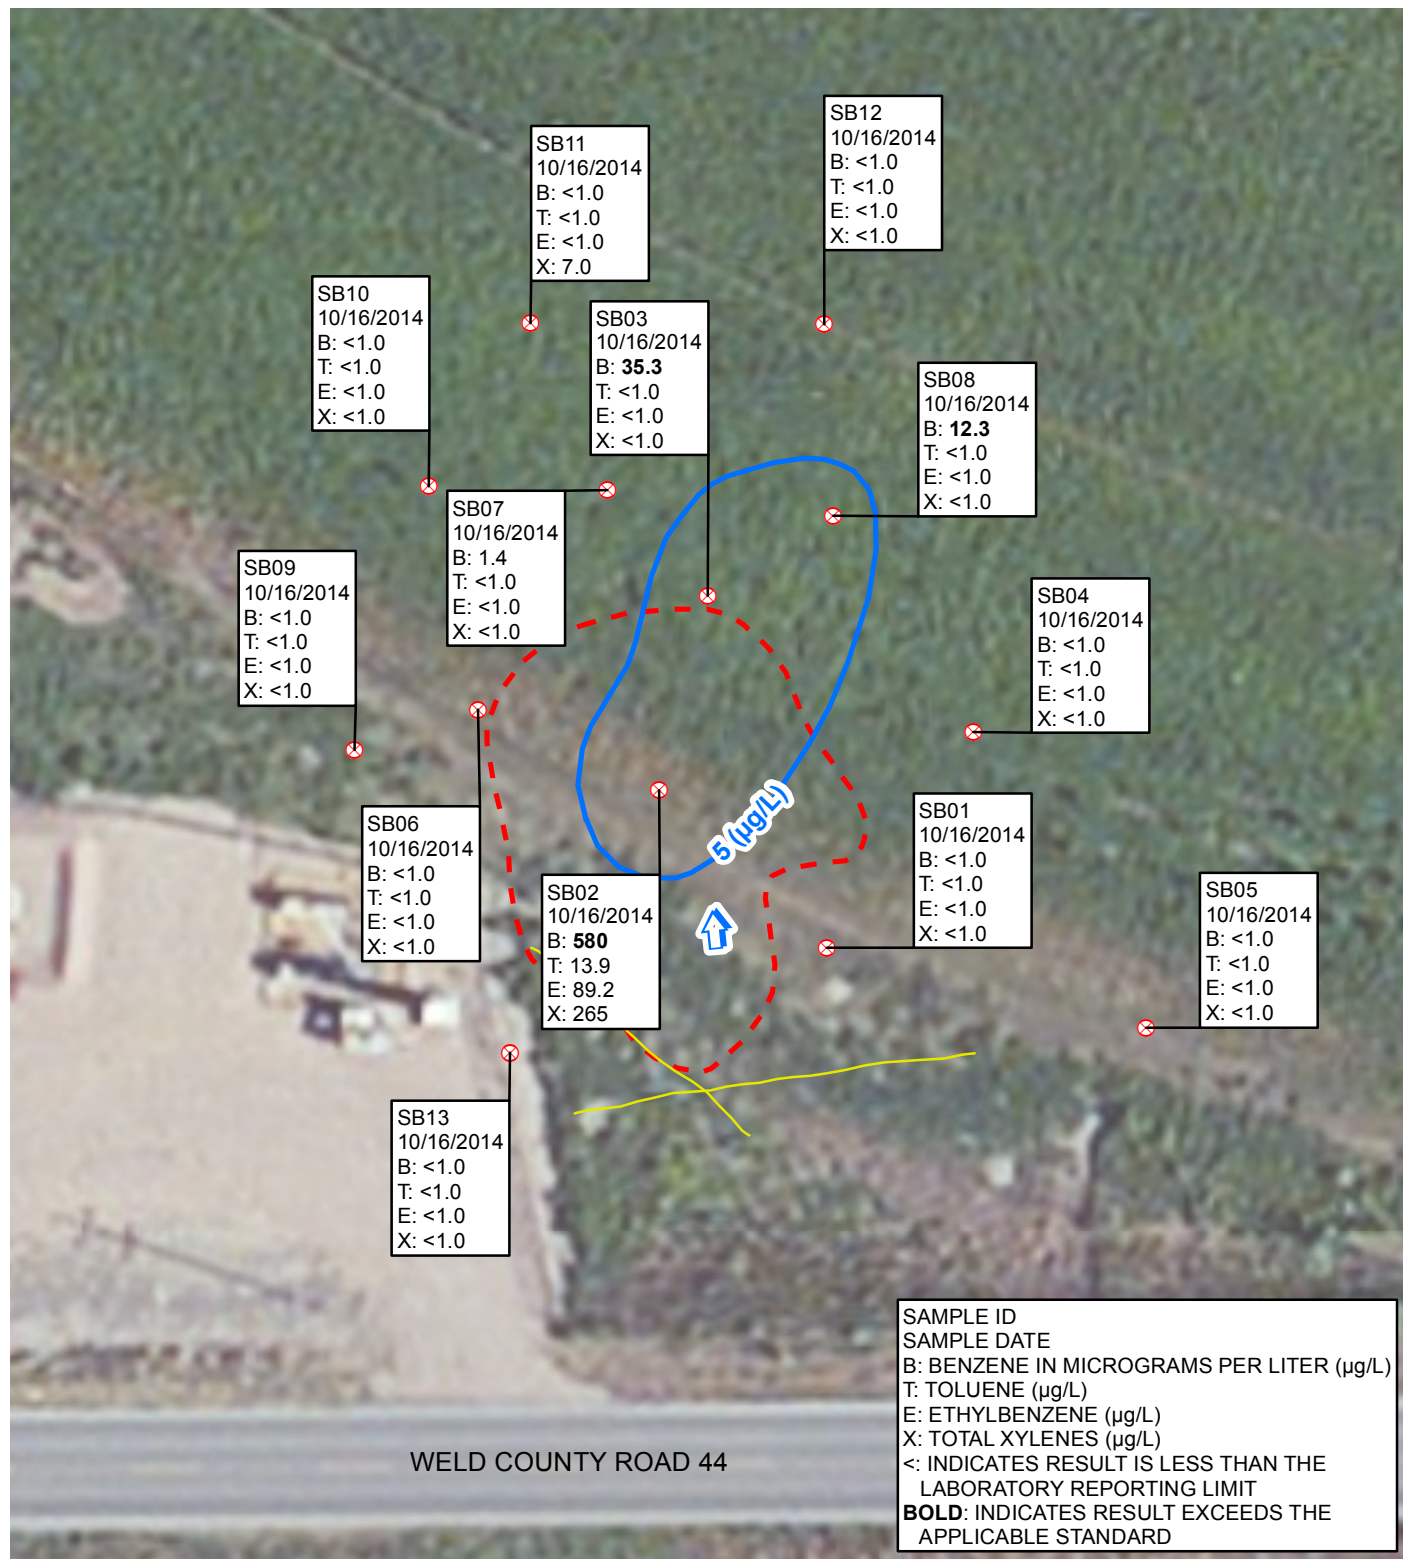 SB12
10/16/2014
B: <1.0
T: <1.0
E: <1.0
X: <1.0
SB11
10/16/2014
B: <1.0
T: <1.0
E: <1.0
X: 7.0
SB10
10/16/2014
B: <1.0
T: <1.0
E: <1.0
X: <1.0
SB03
10/16/2014
B: 35.3
T: <1.0
E: <1.0
X: <1.0
SB08
10/16/2014
B: 12.3
T: <1.0
E: <1.0
X: <1.0
SB07
10/16/2014
B: 1.4
T: <1.0
E: <1.0
X: <1.0
SB09
10/16/2014
B: <1.0
T: <1.0
E: <1.0
X: <1.0
SB04
10/16/2014
B: <1.0
T: <1.0
E: <1.0
X: <1.0
5 (µg/L)
SB06
10/16/2014
B: <1.0
T: <1.0
E: <1.0
X: <1.0
SB01
10/16/2014
B: <1.0
T: <1.0
E: <1.0
X: <1.0
SB02
10/16/2014
B: 580
T: 13.9
E: 89.2
X: 265
SB05
10/16/2014
B: <1.0
T: <1.0
E: <1.0
X: <1.0
SB13
10/16/2014
B: <1.0
T: <1.0
E: <1.0
X: <1.0
WELD COUNTY ROAD 44
SAMPLE ID
SAMPLE DATE
B: BENZENE IN MICROGRAMS PER LITER (µg/L)
T: TOLUENE (µg/L)
E: ETHYLBENZENE (µg/L)
X: TOTAL XYLENES (µg/L)
<: INDICATES RESULT IS LESS THAN THE
LABORATORY REPORTING LIMIT
BOLD: INDICATES RESULT EXCEEDS THE
APPLICABLE STANDARD